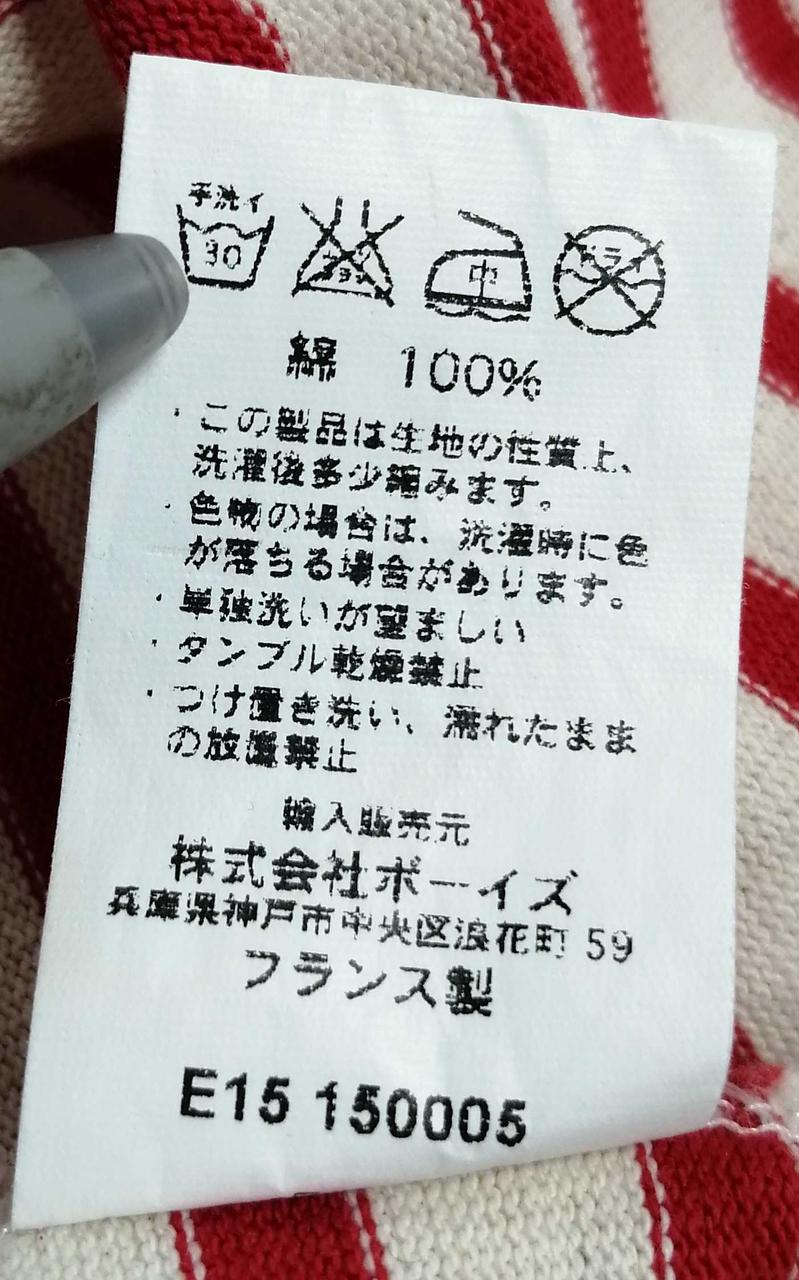 手洗イ
30
中
ドライ
綿 100%
・この製品は生地の性質上、
洗濯後多少縮みます。
・色物の場合は、洗濯時に色
が落ちる場合があります。
・単独洗いが望ましい
・タンブル乾燥禁止
・つけ置き洗い、濡れたまま
の放置禁止
輸入販売元
株式会社ボーイズ
兵庫県神戸市中央区浪花町 59
フランス製
E15 150005